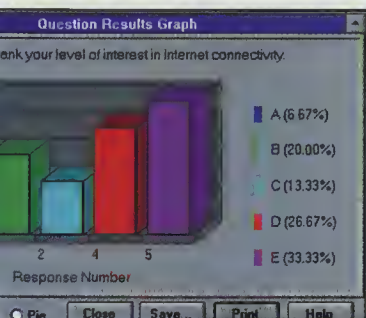 Question Results Graph
ank your level of interest in internet connectivity.
A (6.67%)
B (20.00%)
C (13.33%)
D (26.67%)
E (33.33%)
2 4 5
Response Number
Pie Close Save... Print Help